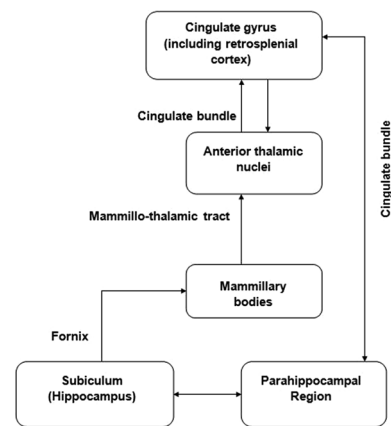 Cingulate gyrus
(including retrosplenial
cortex)
Cingulate bundle
Anterior thalamic
nuclei
Cingulate bundle
Mammillo-thalamic tract
Mammillary
bodies
Fornix
Subiculum
(Hippocampus)
Parahippocampal
Region